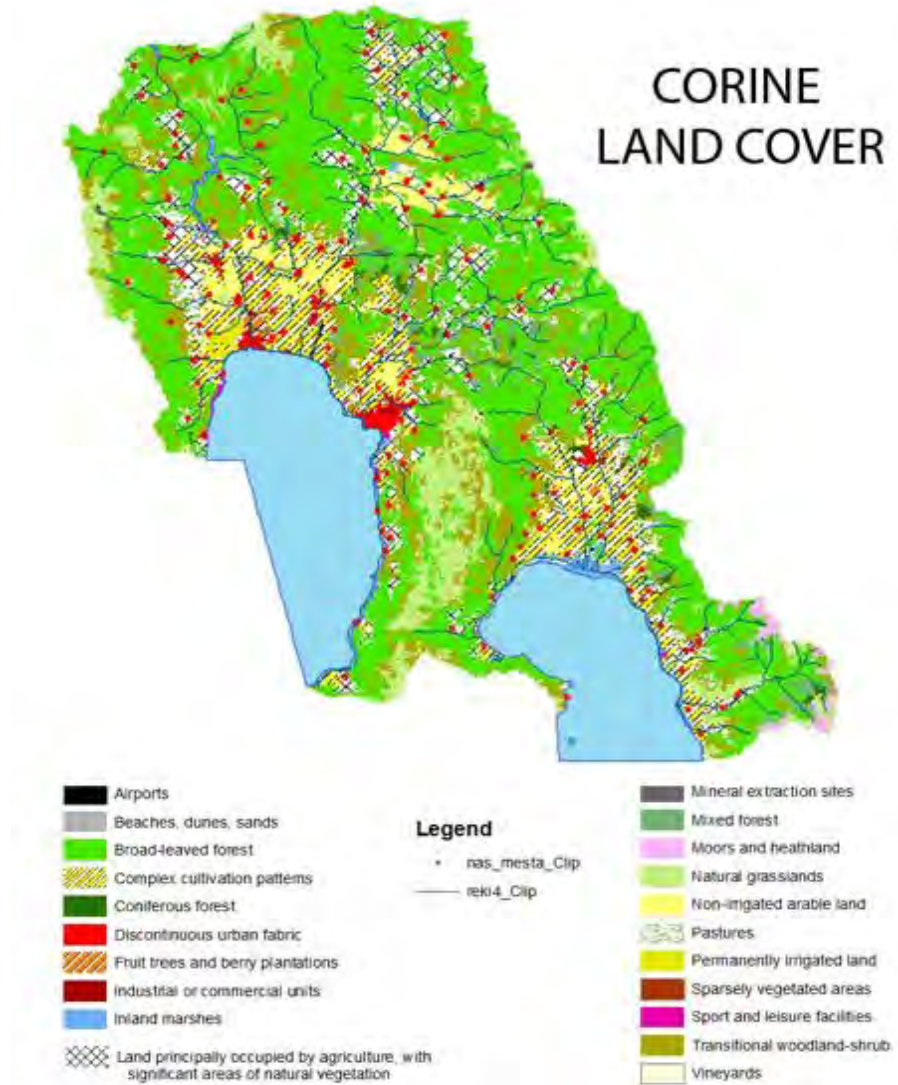 CORINE
LAND COVER
Airports
Beaches, dunes, sands
Broad-leaved forest
Complex cultivation patterns
Coniferous forest
Discontinuous urban fabric
Fruit trees and berry plantations
Industrial or commercial units
Inland marshes
Land principally occupied by agriculture, with
significant areas of natural vegetation
Legend
nas_mesta_Clip
reki4_Clip
Mineral extraction sites
Mixed forest
Moors and heathland
Natural grasslands
Non-irrigated arable land
Pastures
Permanently irrigated land
Sparsely vegetated areas
Sport and leisure facilities
Transitional woodland-shrub
Vineyards